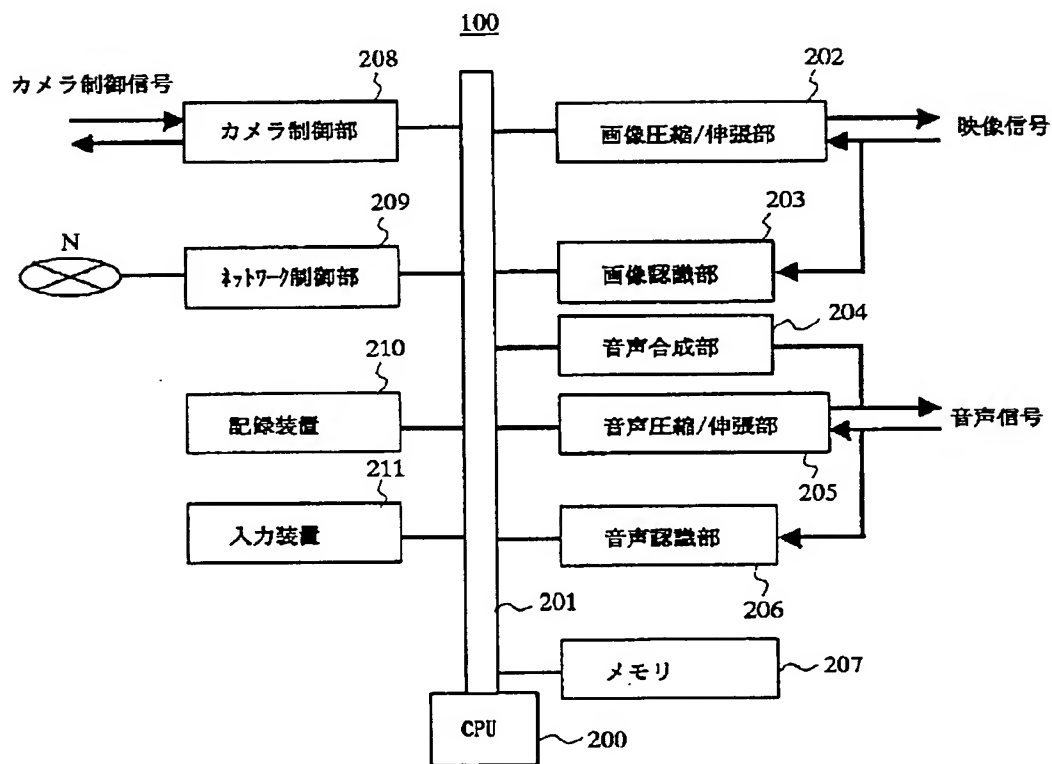 100
208
202
カメラ制御信号
カメラ制御部
画像圧縮/伸張部
映像信号
209
203
N
ネットワーク制御部
画像認識部
204
音声合成部
210
記録装置
音声圧縮/伸張部
音声信号
205
211
入力装置
音声認識部
206
201
メモリ
207
CPU
200